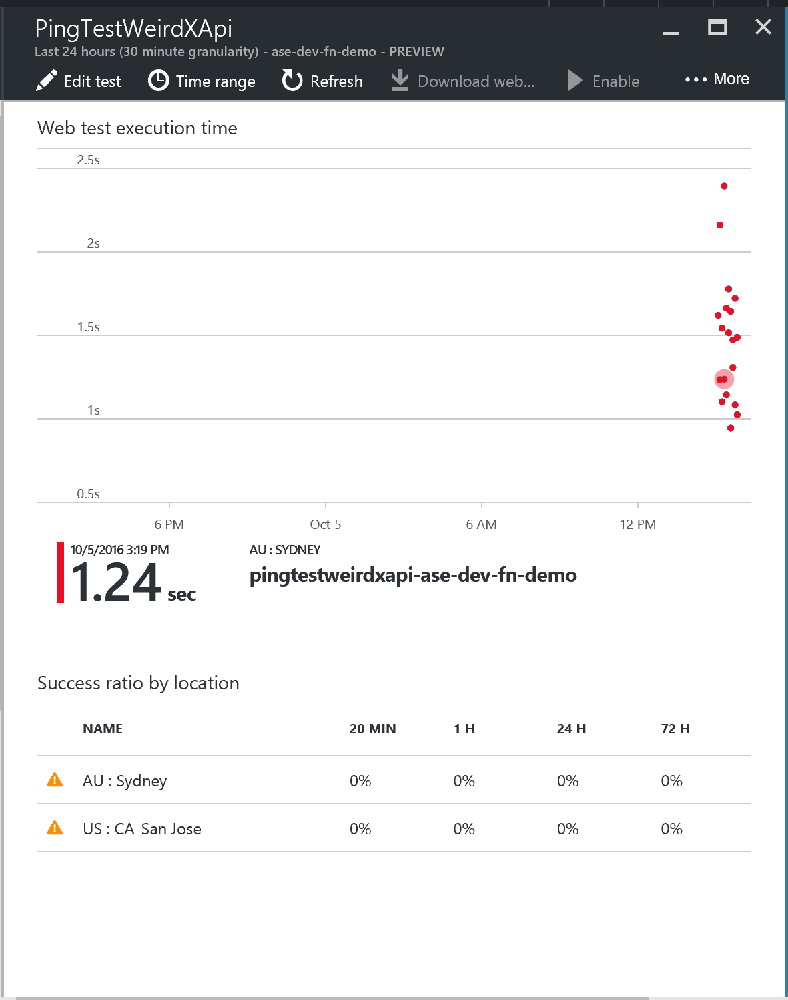 PingTestWeirdXApi
Last 24 hours (30 minute granularity) - ase-dev-fn-demo - PREVIEW
Edit test Time range Refresh Download web... Enable ••• More
Web test execution time
2.5s
2s
1.5s
1s
0.5s
6 PM Oct 5 6 AM 12 PM
10/5/2016 3:19 PM AU : SYDNEY
1.24 sec pingtestweirdxapi-ase-dev-fn-demo
Success ratio by location
NAME 20 MIN 1 H 24 H 72 H
AU : Sydney 0% 0% 0% 0%
US : CA-San Jose 0% 0% 0% 0%